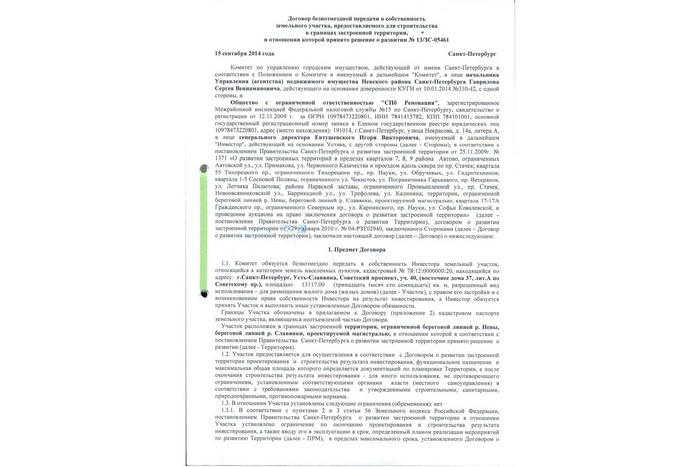 Договор безвозмездной передачи в собственность
земельного участка, предоставляемого для строительства
в границах застроенной территории,
в отношении которой принято решение о развитии № 13/ЗС-05461
15 сентября 2014 года Санкт-Петербург
Комитет по управлению городским имуществом, действующий от имени Санкт-Петербурга в
соответствии с Положением о Комитете и именуемый в дальнейшем "Комитет", в лице начальника
Управления (агентства) недвижимого имущества Невского района Санкт-Петербурга Гаврилова
Сергея Вениаминовича, действующего на основании доверенности КУГИ от 10.01.2014 №310-42, с одной
стороны, и
Общество с ограниченной ответственностью "СПб Реновация", зарегистрированное
Межрайонной инспекцией Федеральной налоговой службы №15 по Санкт-Петербургу, свидетельство о
регистрации от 12.11.2009 г. за ОГРН 1097847322080, ИНН 7841415782, КПП 784101001, основной
государственный регистрационный номер записи в Едином государственном реестре юридических лиц
1097847322080, адрес (место нахождения): 191014, г.Санкт-Петербург, улица Некрасова, д. 14а, литера А,
в лице генерального директора Евтушевского Игоря Викторовича, именуемый в дальнейшем
"Инвестор", действующий на основании Устава, с другой стороны (далее - Стороны), в соответствии с
постановлением Правительства Санкт-Петербурга о развитии застроенной территории от 25.11.2009г. №
1371 «О развитии застроенных территорий в пределах кварталов 7, 8, 9 района Автово, ограниченных
Автовской ул., ул. Примакова, ул. Червонного Казачества и проездом вдоль сквера по пр. Стачек; квартала
55 Тихорецкого пр., ограниченного Тихорецким пр., пр. Науки, ул. Обручевых, ул. Гидротехников;
квартала 1-5 Сосновой Поляны, ограниченного ул. Чекистов, ул. Пограничника Гарькавого, пр. Ветеранов,
ул. Летчика Пилютова; района Нарвской заставы, ограниченного Промышленной ул., пр. Стачек,
Новоовсянниковской ул., Баррикадной ул., ул. Трефолева, ул. Калинина; территории, ограниченной
береговой линией р. Невы, береговой линией р. Славянки, проектируемой магистралью; квартала 17-17А
Гражданского пр., ограниченного Северным пр., ул. Карпинского, пр. Науки, ул. Софьи Ковалевской, и
проведении аукциона на право заключения договора о развитии застроенной территории» (далее –
постановление Правительства Санкт-Петербурга о развитии территории), договором о развитии
застроенной территории от 29 января 2010 г. № 04-РЗТ02940, заключенного Сторонами (далее – Договор
о развитии застроенной территории), заключили настоящий договор (далее – Договор) о нижеследующем:
1. Предмет Договора
1.1. Комитет обязуется безвозмездно передать в собственность Инвестора земельный участок,
относящийся к категории земель населенных пунктов, кадастровый № 78:12:0000000:20, находящийся по
адресу: г.Санкт-Петербург, Усть-Славянка, Советский проспект, уч. 40, (восточнее дома 37, лит.А по
Советскому пр.), площадью 13117.00 (тринадцать тысяч сто семнадцать) кв. м, разрешенный вид
использования – для размещения жилого дома (жилых домов) (далее - Участок), с правом его застройки и с
возникновением права собственности Инвестора на результат инвестирования, а Инвестор обязуется
принять Участок и выполнить иные установленные Договором обязанности.
Границы Участка обозначены в прилагаемом к Договору (приложение 2) кадастровом паспорте
земельного участка, являющемся неотъемлемой частью Договора.
Участок расположен в границах застроенной территории, ограниченной береговой линией р. Невы,
береговой линией р. Славянки, проектируемой магистралью, в отношении которой в соответствии с
постановлением Правительства Санкт-Петербурга о развитии застроенной территории принято решение о
развитии (далее - Территория).
1.2. Участок предоставляется для осуществления в соответствии с Договором о развитии застроенной
территории проектирования и строительства результата инвестирования, функциональное назначение и
максимальная общая площадь которого определяется документацией по планировке Территории, а после
окончания строительства результата инвестирования - для иного использования, не противоречащего
ограничениям, установленным соответствующими органами власти (местного самоуправления) в
соответствии с требованиями законодательства и утвержденными строительными, санитарными,
природоохранными, противопожарными нормами.
1.3. В отношении Участка установлены следующие ограничения (обременения): нет
1.3.1. В соответствии с пунктами 2 и 3 статьи 56 Земельного кодекса Российской Федерации,
постановлением Правительства Санкт-Петербурга о развитии застроенной территории в отношении
Участка установлено ограничение по окончанию проектирования и строительства результата
инвестирования, а также вводу его в эксплуатацию в срок, определенный планом реализации мероприятий
по развитию Территории (далее - ПРМ), в пределах максимального срока, установленного Договором о